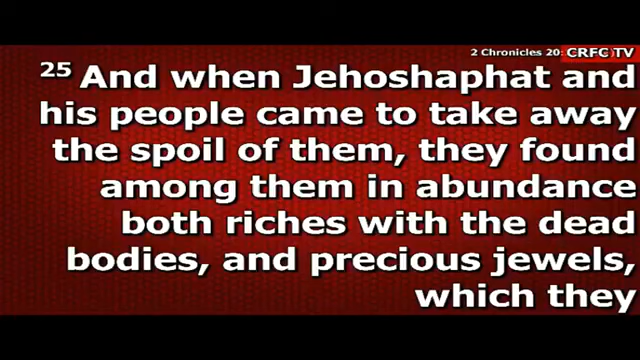 2 Chronicles 20:
CRFC TV
25 And when Jehoshaphat and
his people came to take away
the spoil of them, they found
among them in abundance
both riches with the dead
bodies, and precious jewels,
which they